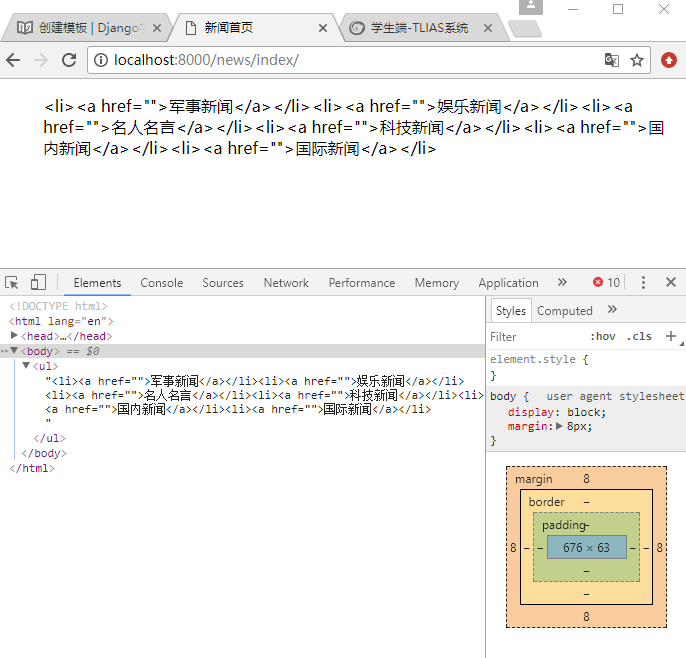 创建模板 | Django
新闻首页
学生端-TLIAS系统
localhost:8000/news/index/
<li><a href="">军事新闻</a></li><li><a href="">娱乐新闻</a></li><li><a
href="">名人名言</a></li><li><a href="">科技新闻</a></li><li><a href="">国
内新闻</a></li><li><a href="">国际新闻</a></li>
Elements Console Sources Network Performance Memory Application » 10
<!DOCTYPE html>
<html lang="en">
<head>…</head>
<body> == $0
<ul>
"<li><a href="">军事新闻</a></li><li><a href="">娱乐新闻</a></li>
<li><a href="">名人名言</a></li><li><a href="">科技新闻</a></li><li>
<a href="">国内新闻</a></li><li><a href="">国际新闻</a></li>
"
</ul>
</body>
</html>
Styles Computed »
Filter :hov .cls +
element.style {
}
body { user agent stylesheet
display: block;
margin: 8px;
}
margin 8
border –
padding–
8 – – 676 × 63 – – 8
–
–
8